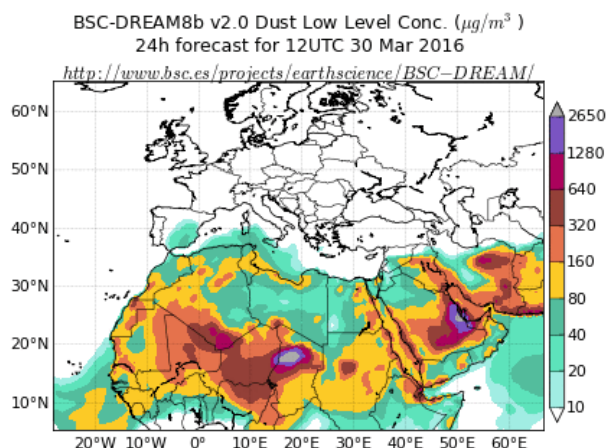 BSC-DREAM8b v2.0 Dust Low Level Conc. (μg/m³ )
24h forecast for 12UTC 30 Mar 2016
http://www.bsc.es/projects/earthscience/BSC−DREAM/
60°N
50°N
40°N
30°N
20°N
10°N
20°W 10°W 0° 10°E 20°E 30°E 40°E 50°E 60°E
2650
1280
640
320
160
80
40
20
10